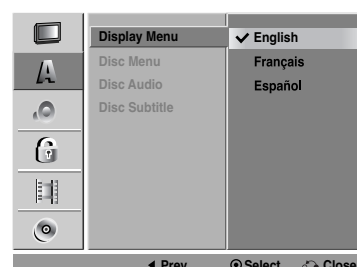 Display Menu
English
Disc Menu
Français
Disc Audio
Español
Disc Subtitle
Prev. Select Close